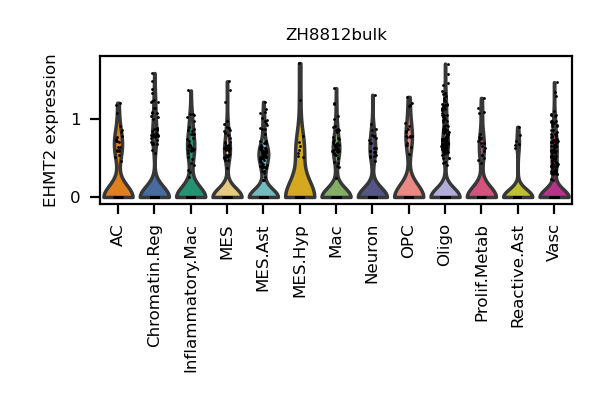 ZH8812bulk
EHMT2 expression
1
0
AC
Chromatin.Reg
Inflammatory.Mac
MES
MES.Ast
MES.Hyp
Mac
Neuron
OPC
Oligo
Prolif.Metab
Reactive.Ast
Vasc